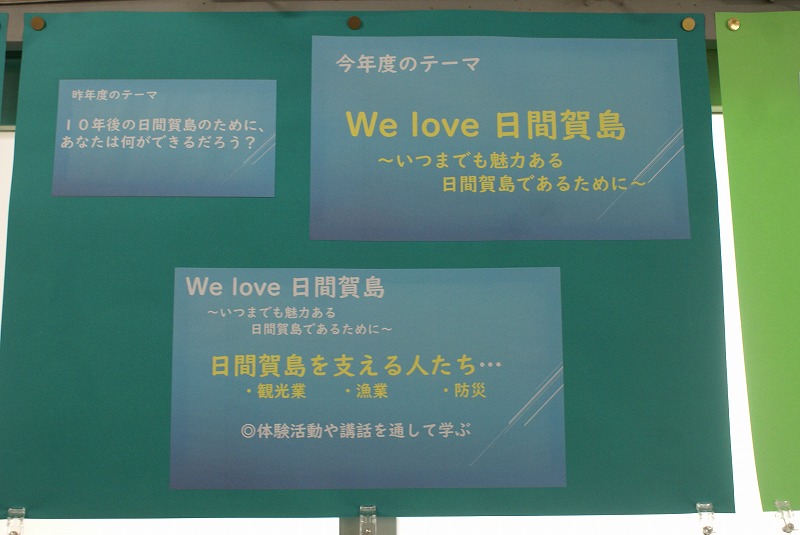 昨年度のテーマ
１０年後の日間賀島のために、
あなたは何ができるだろう？
今年度のテーマ
We love 日間賀島
～いつまでも魅力ある
日間賀島であるために～
We love 日間賀島
～いつまでも魅力ある
日間賀島であるために～
日間賀島を支える人たち…
・観光業　・漁業　・防災
◎体験活動や講話を通して学ぶ